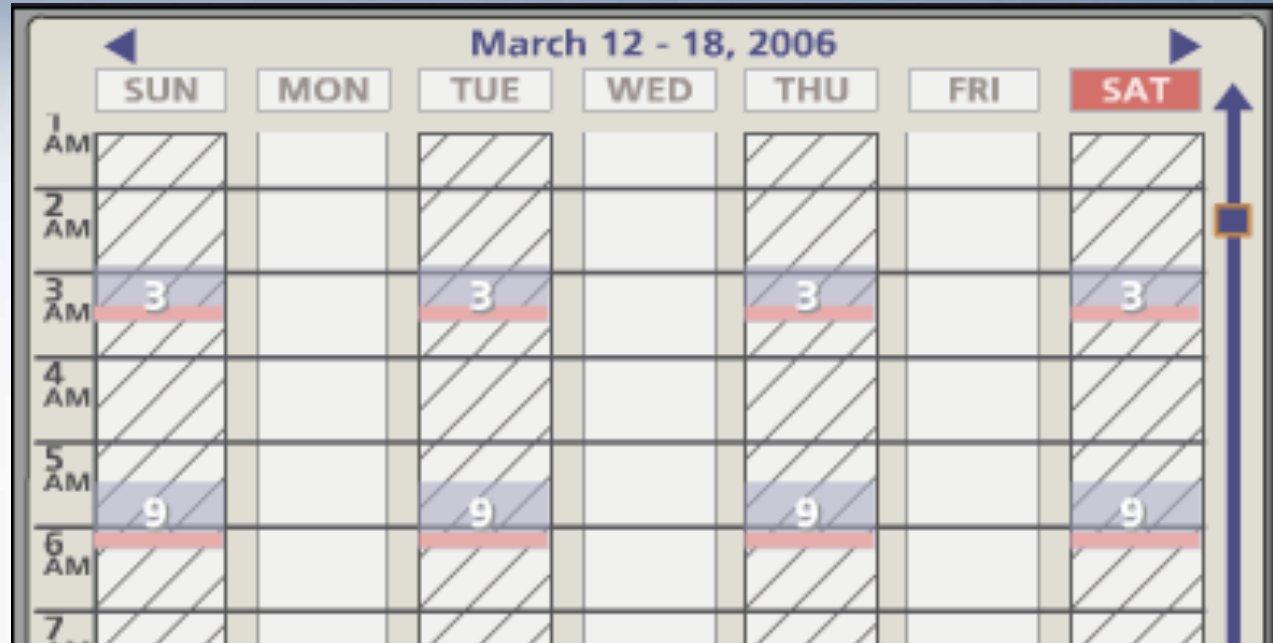 March 12 - 18, 2006
SUN MON TUE WED THU FRI SAT
1 AM
2 AM
3 AM
3 3 3 3
4 AM
5 AM
9 9 9 9
6 AM
7